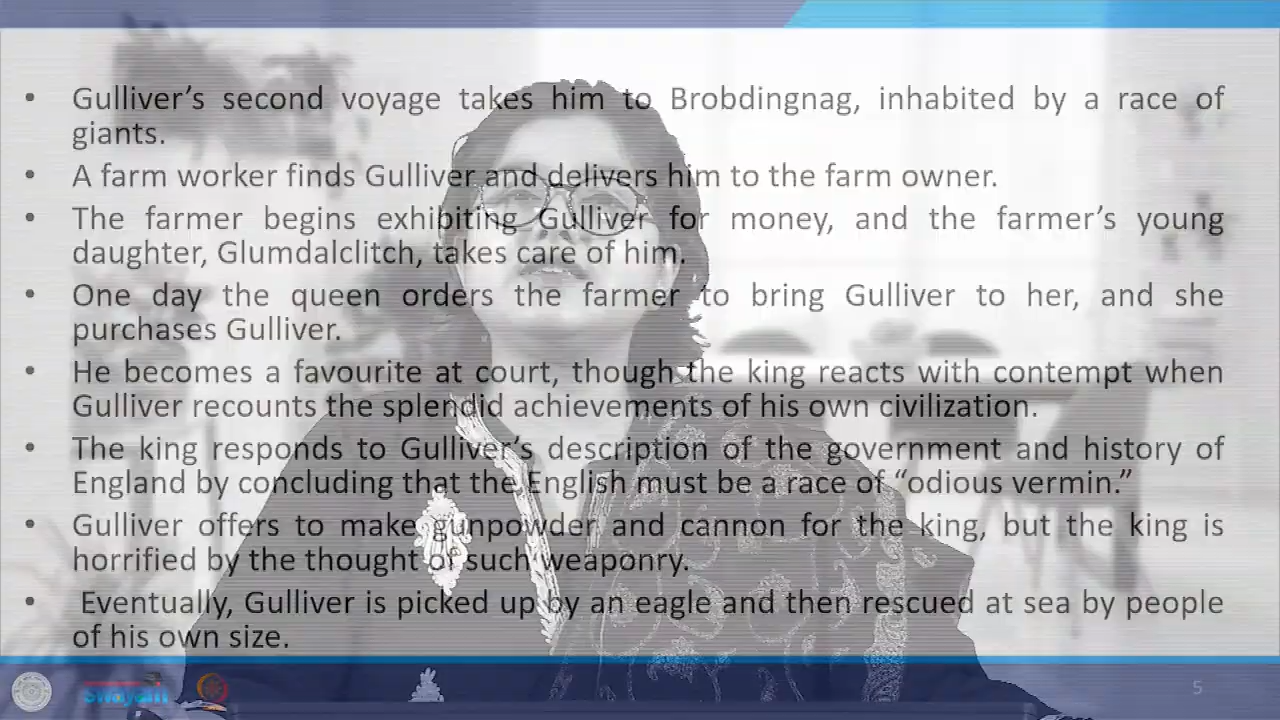 • Gulliver's second voyage takes him to Brobdingnag, inhabited by a race of
giants.
• A farm worker finds Gulliver and delivers him to the farm owner.
• The farmer begins exhibiting Gulliver for money, and the farmer's young
daughter, Glumdalclitch, takes care of him.
• One day the queen orders the farmer to bring Gulliver to her, and she
purchases Gulliver.
• He becomes a favourite at court, though the king reacts with contempt when
Gulliver recounts the splendid achievements of his own civilization.
• The king responds to Gulliver's description of the government and history of
England by concluding that the English must be a race of “odious vermin.”
• Gulliver offers to make gunpowder and cannon for the king, but the king is
horrified by the thought of such weaponry.
• Eventually, Gulliver is picked up by an eagle and then rescued at sea by people
of his own size.
swayam
5